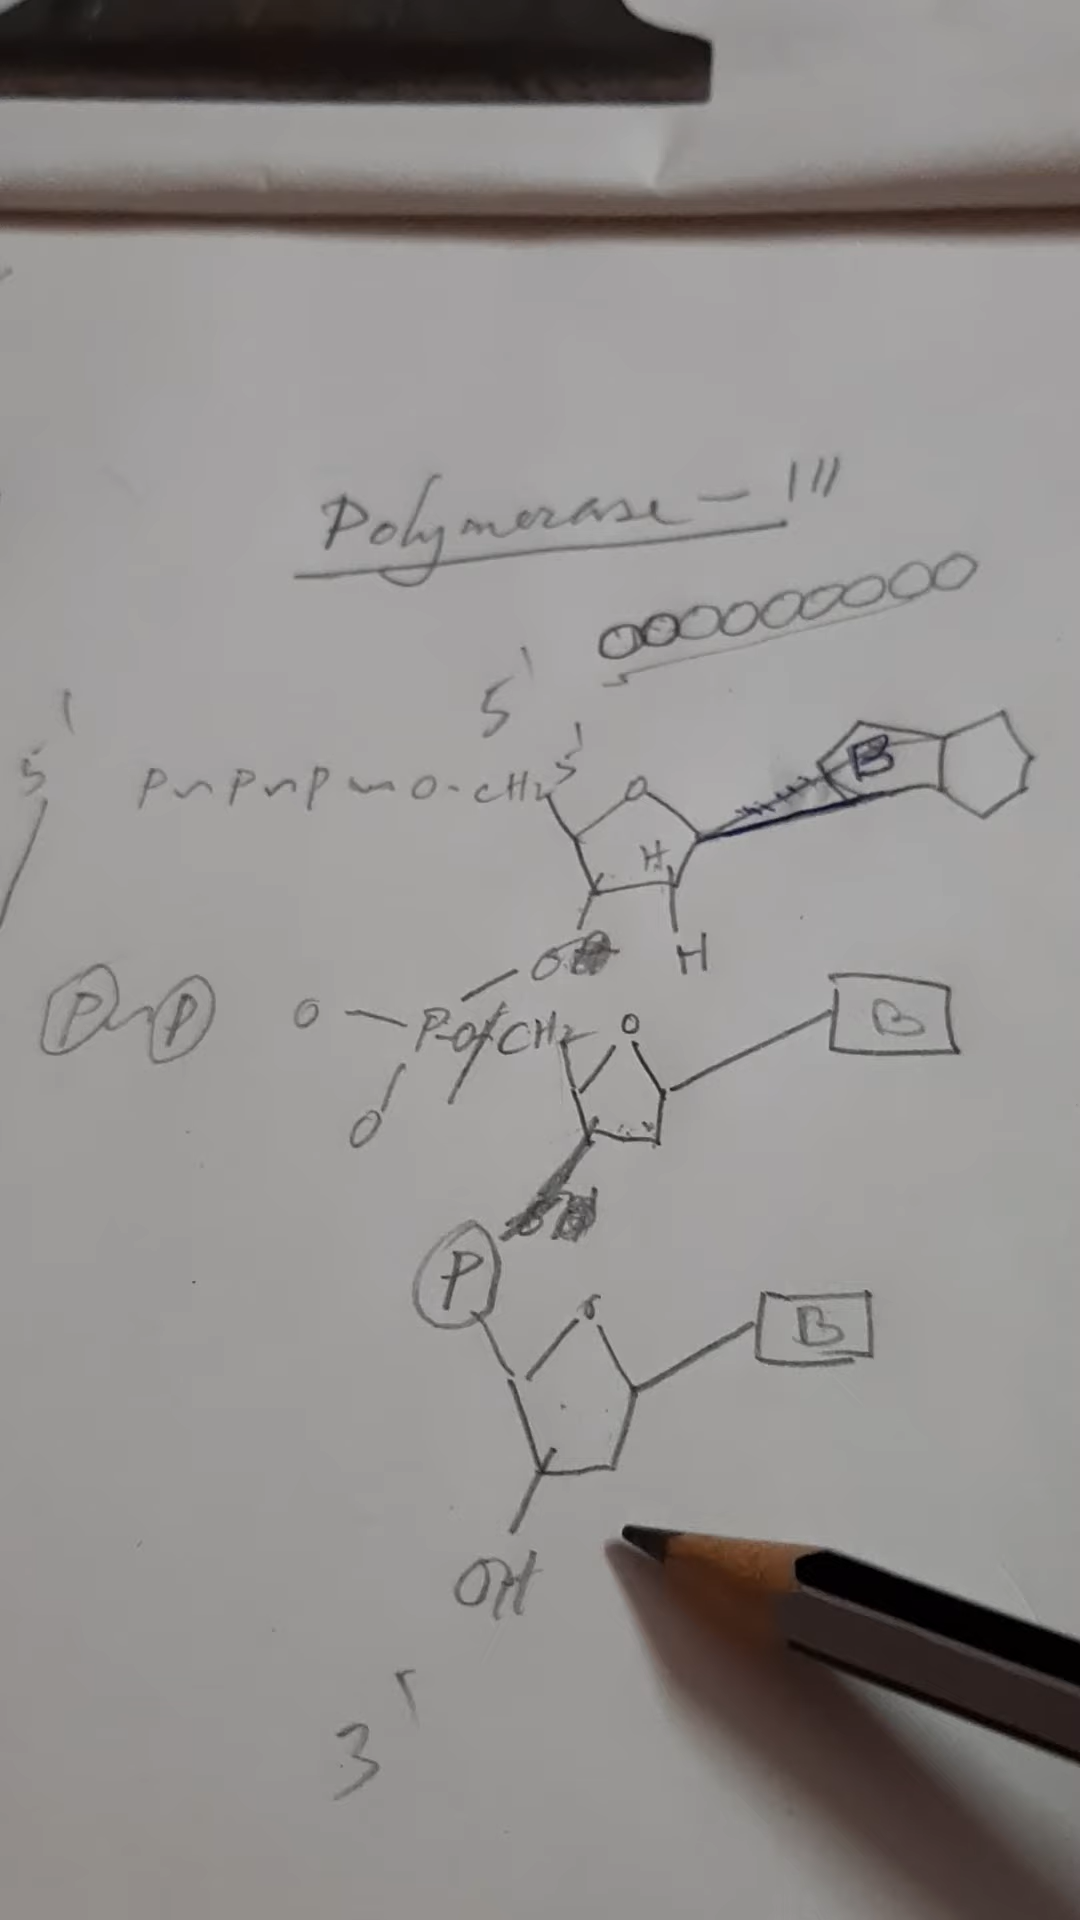 Polymerase - III
5'
5' P~P~P~O-CH2 5' O B
H
O H
P~P O P-O CH2 O B
O
P
O B
OH
3'